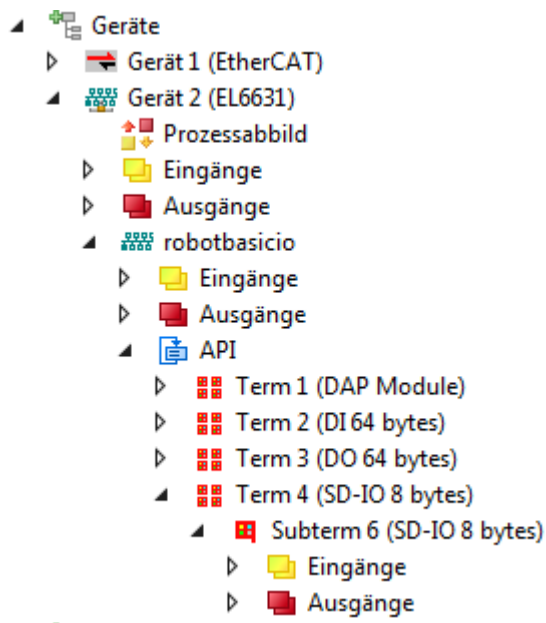 Geräte
Gerät 1 (EtherCAT)
Gerät 2 (EL6631)
Prozessabbild
Eingänge
Ausgänge
robotbasicio
Eingänge
Ausgänge
API
Term 1 (DAP Module)
Term 2 (DI 64 bytes)
Term 3 (DO 64 bytes)
Term 4 (SD-IO 8 bytes)
Subterm 6 (SD-IO 8 bytes)
Eingänge
Ausgänge